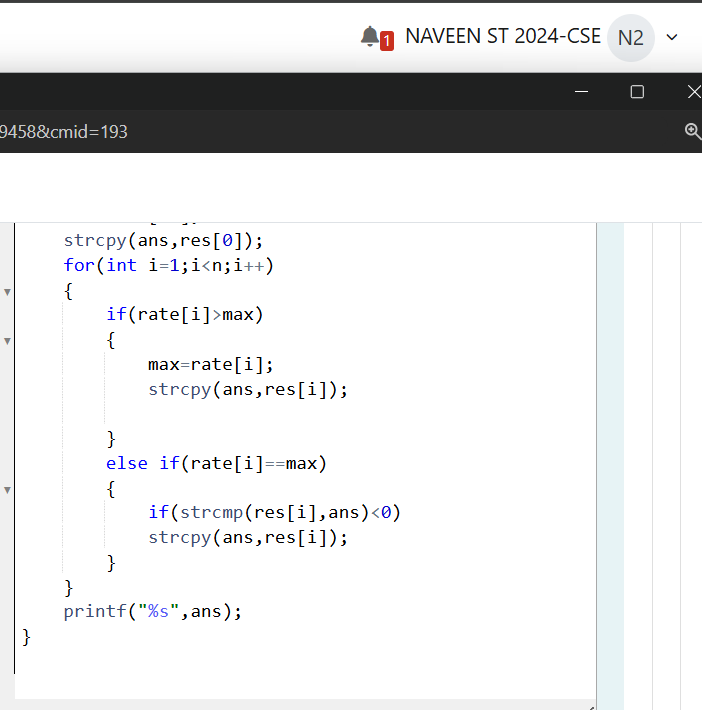 1 NAVEEN ST 2024-CSE N2
9458&cmid=193
strcpy(ans,res[0]);
for(int i=1;i<n;i++)
{
if(rate[i]>max)
{
max=rate[i];
strcpy(ans,res[i]);
}
else if(rate[i]==max)
{
if(strcmp(res[i],ans)<0)
strcpy(ans,res[i]);
}
}
printf("%s",ans);
}